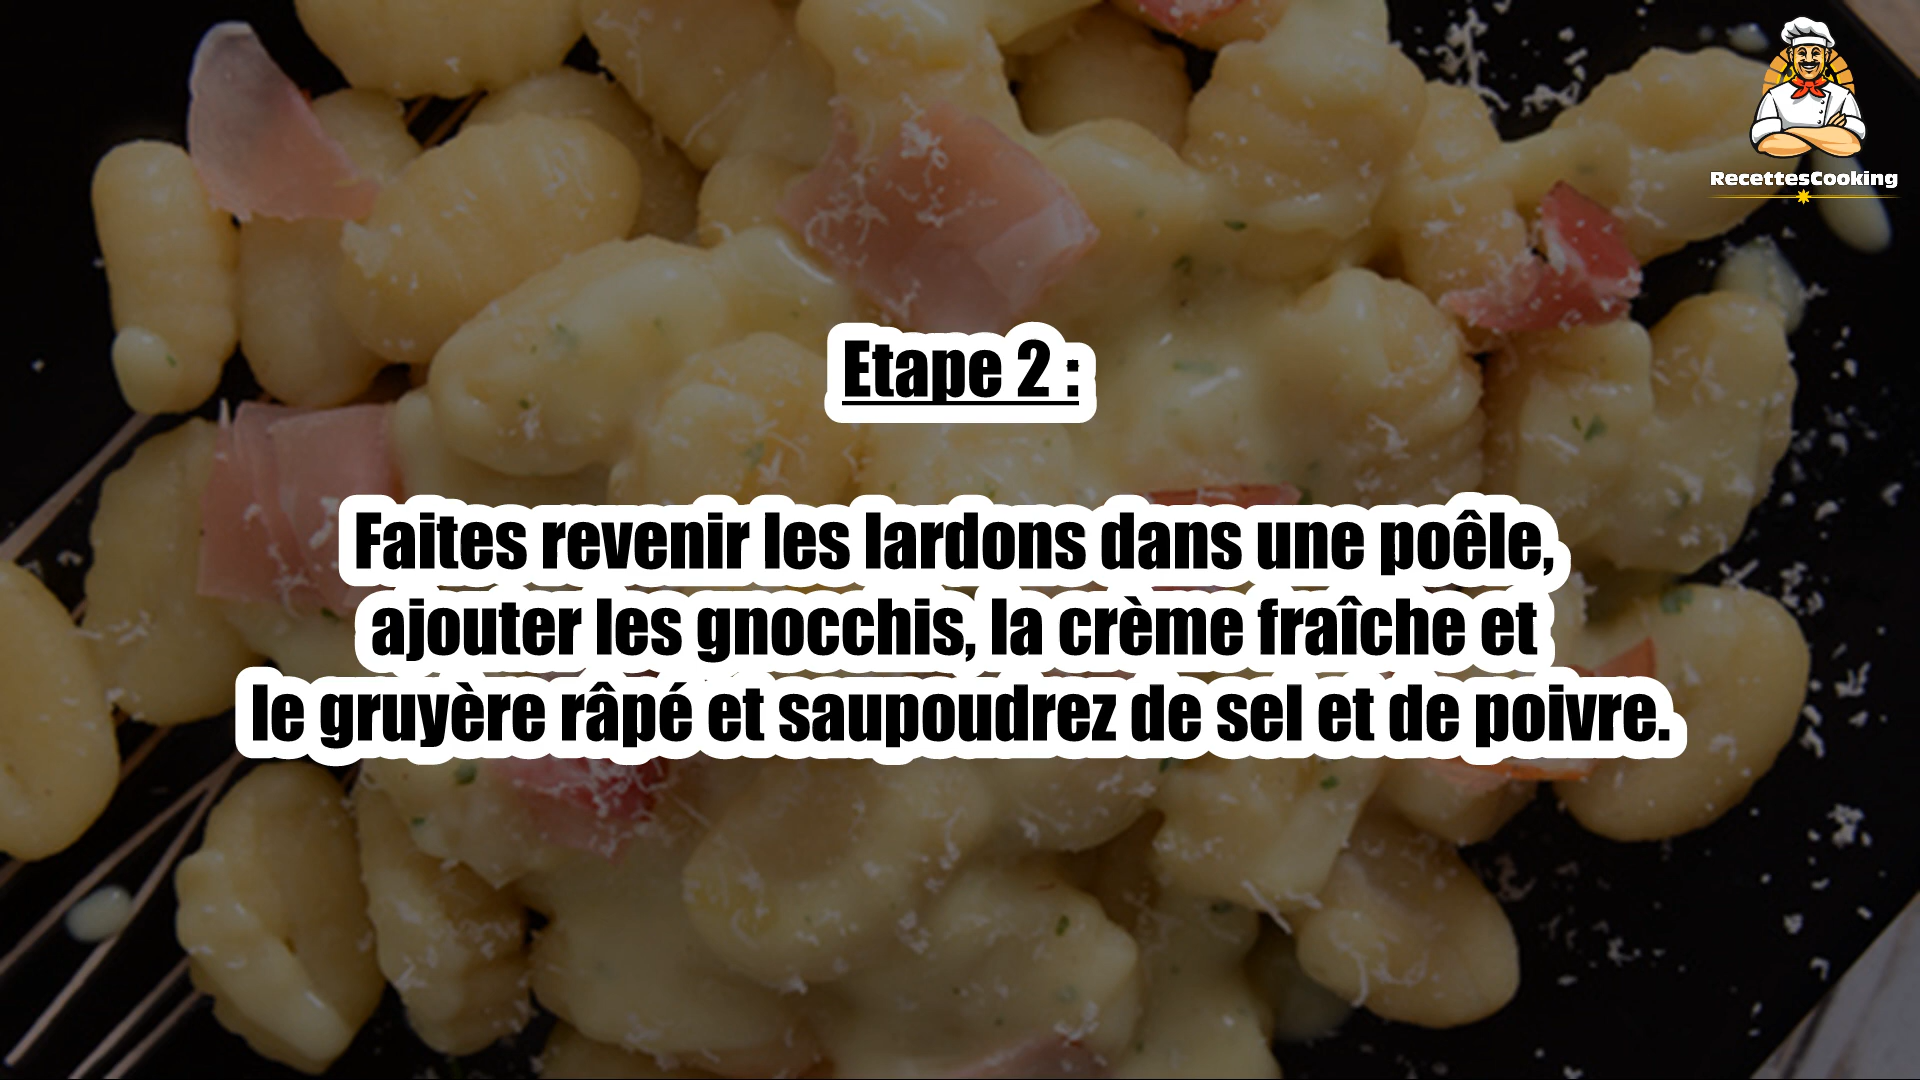 RecettesCooking
Etape 2 :
Faites revenir les lardons dans une poêle,
ajouter les gnocchis, la crème fraîche et
le gruyère râpé et saupoudrez de sel et de poivre.